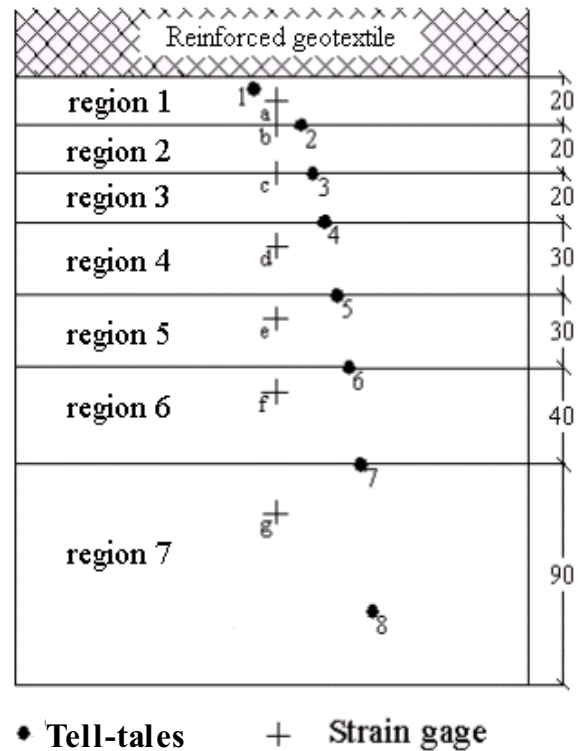 Reinforced geotextile
region 1
1
a
20
b
2
region 2
20
c
3
region 3
20
4
region 4
d
30
5
region 5
e
30
6
region 6
f
40
7
g
region 7
90
8
Tell-tales
Strain gage